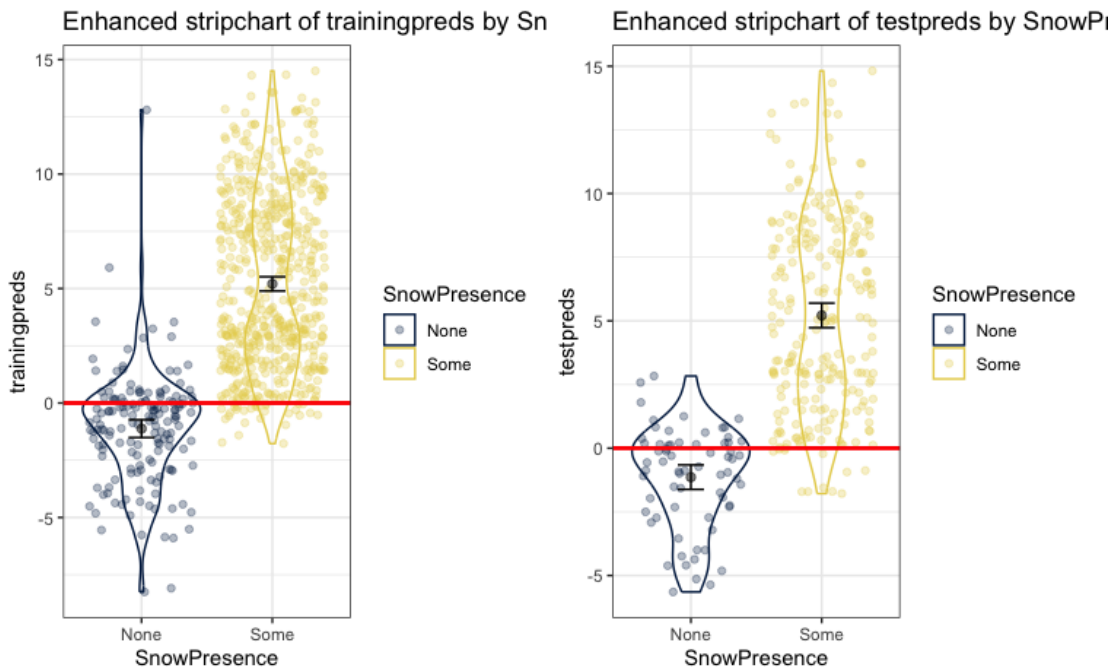 Enhanced stripchart of trainingpreds by Sn
15
10
5
0
-5
trainingpreds
None
Some
SnowPresence
SnowPresence
None
Some
Enhanced stripchart of testpreds by SnowPr
15
10
5
0
-5
testpreds
None
Some
SnowPresence
SnowPresence
None
Some